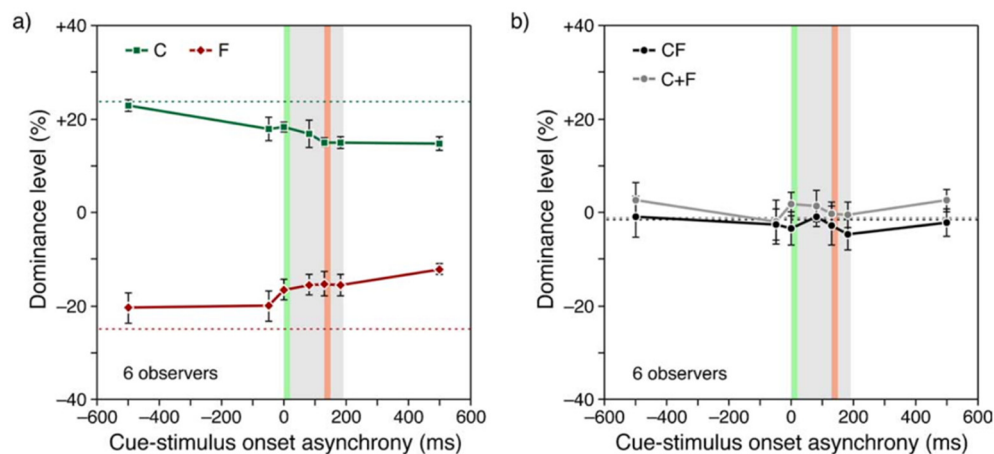 a)
+40
+20
0
−20
−40
Dominance level (%)
C F
6 observers
−600 −400 −200 0 200 400 600
Cue-stimulus onset asynchrony (ms)
b)
+40
+20
0
−20
−40
Dominance level (%)
CF
C+F
6 observers
−600 −400 −200 0 200 400 600
Cue-stimulus onset asynchrony (ms)